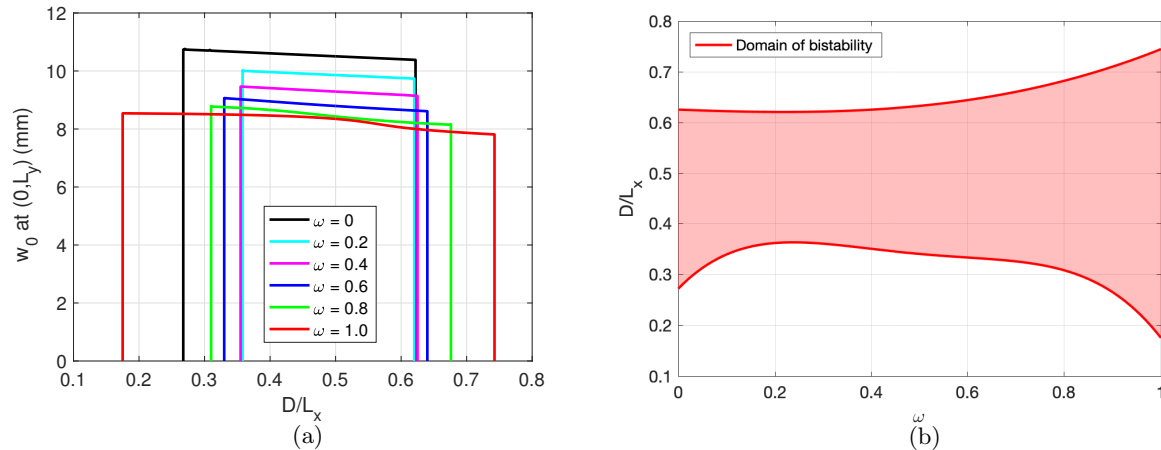 12
10
8
6
4
2
0
w0 at (0,Ly) (mm)
ω = 0
ω = 0.2
ω = 0.4
ω = 0.6
ω = 0.8
ω = 1.0
0.1 0.2 0.3 0.4 0.5 0.6 0.7 0.8
D/Lx
(a)
0.8
0.7
0.6
0.5
0.4
0.3
0.2
0.1
D/Lx
Domain of bistability
0 0.2 0.4 0.6 0.8 1
ω
(b)